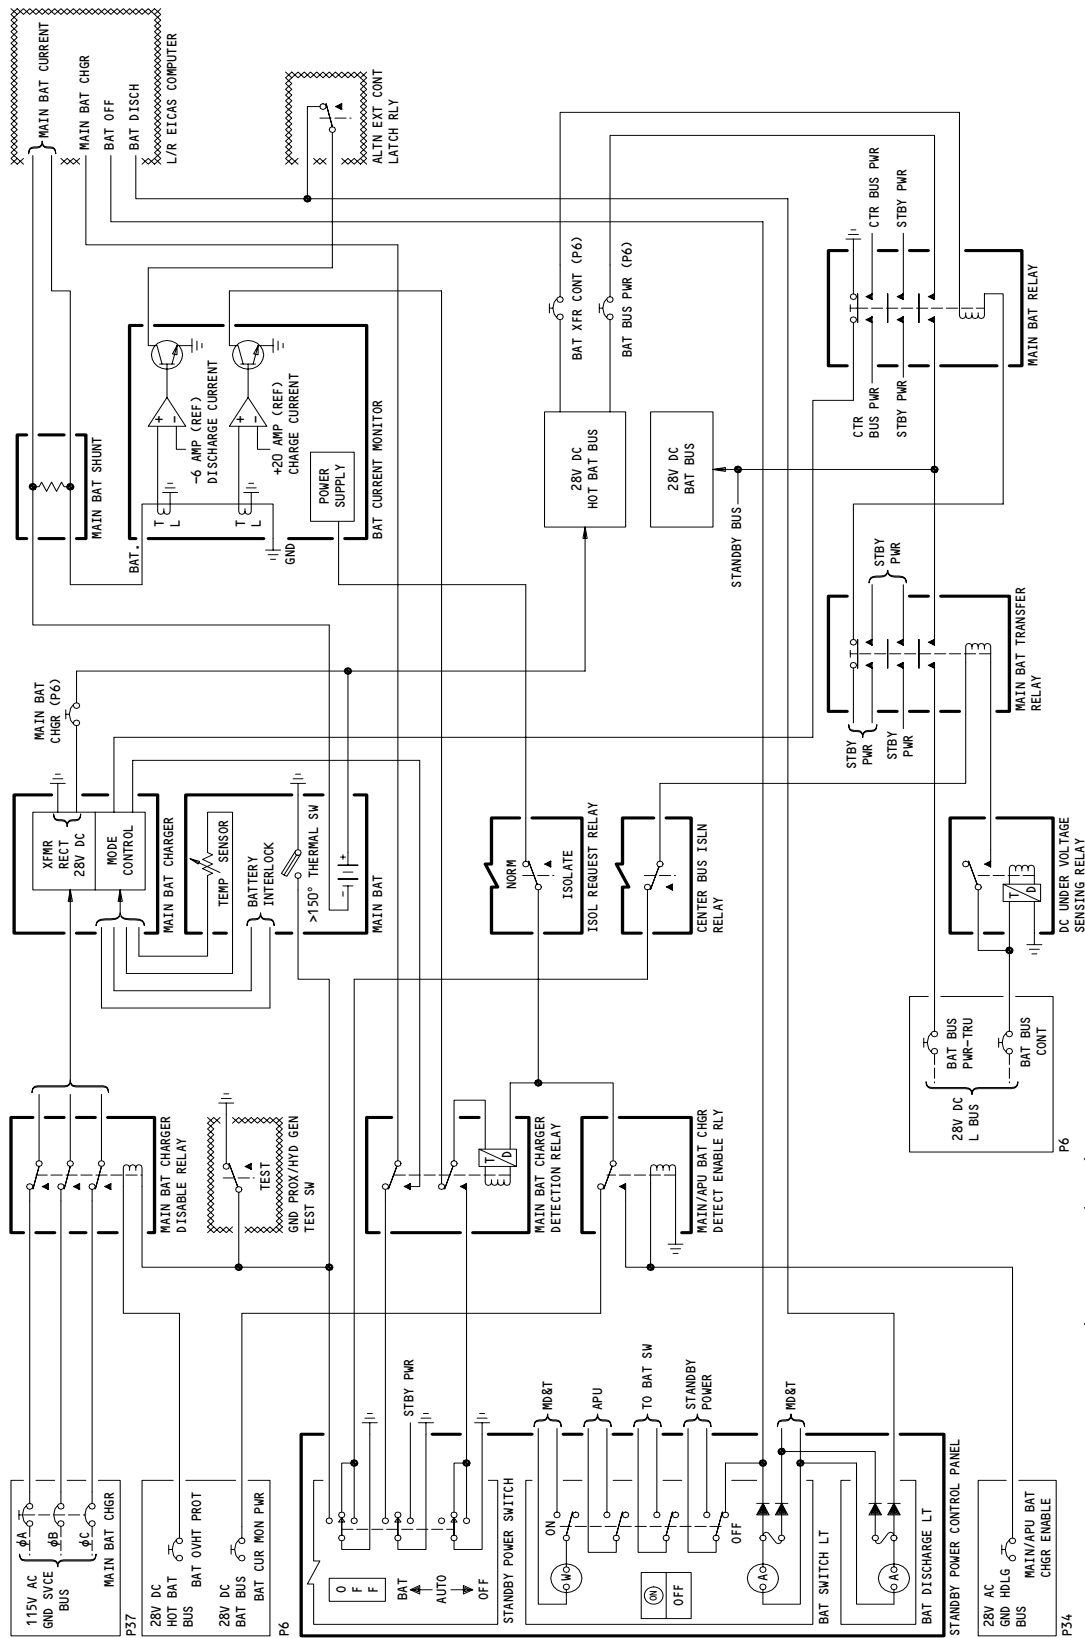 MAIN BAT CURRENT
MAIN BAT CHGR
BAT OFF
BAT DISCH
L/R EICAS COMPUTER
ALTN EXT CONT
LATCH RLY
MAIN BAT SHUNT
BAT.
T
L
T
L
+
-
-6 AMP (REF)
DISCHARGE CURRENT
+
-
+20 AMP (REF)
CHARGE CURRENT
POWER
SUPPLY
GND
BAT CURRENT MONITOR
BAT XFR CONT (P6)
BAT BUS PWR (P6)
28V DC
HOT BAT BUS
28V DC
BAT BUS
STANDBY BUS
CTR BUS PWR
STBY PWR
CTR
BUS PWR
STBY PWR
MAIN BAT RELAY
MAIN BAT
CHGR (P6)
XFMR
RECT
28V DC
MODE
CONTROL
MAIN BAT CHARGER
TEMP SENSOR
BATTERY
INTERLOCK
>150° THERMAL SW
-
+
MAIN BAT
NORM
ISOLATE
ISOL REQUEST RELAY
CENTER BUS ISLN
RELAY
STBY
PWR
STBY
PWR
STBY
PWR
MAIN BAT TRANSFER
RELAY
T
D
DC UNDER VOLTAGE
SENSING RELAY
MAIN BAT CHARGER
DISABLE RELAY
TEST
GND PROX/HYD GEN
TEST SW
T
D
MAIN BAT CHARGER
DETECTION RELAY
MAIN/APU BAT CHGR
DETECT ENABLE RLY
BAT BUS
PWR-TRU
BAT BUS
CONT
28V DC
L BUS
P6
115V AC
GND SVCE
BUS
ϕA
ϕB
ϕC
MAIN BAT CHGR
P37
28V DC
HOT BAT
BUS
BAT OVHT PROT
28V DC
BAT BUS
BAT CUR MON PWR
P6
O
F
F
BAT
AUTO
OFF
STBY PWR
STANDBY POWER SWITCH
W
ON
MD&T
APU
TO BAT SW
STANDBY
POWER
ON
OFF
OFF
A
MD&T
BAT SWITCH LT
A
BAT DISCHARGE LT
STANDBY POWER CONTROL PANEL
28V AC
GND HDLG
BUS
MAIN/APU BAT
CHGR ENABLE
P34